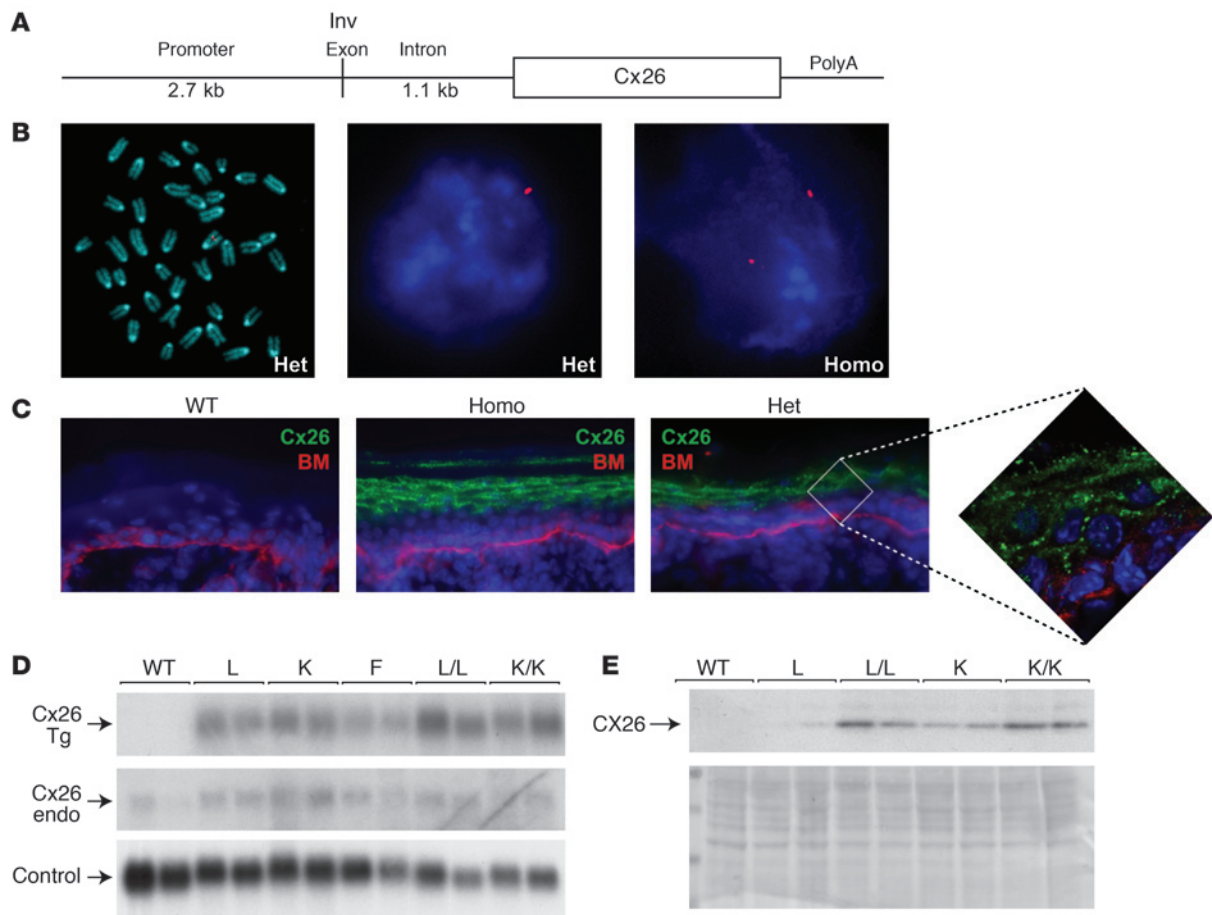 A
Inv
Promoter Exon Intron
Cx26
PolyA
2.7 kb 1.1 kb
B
Het
Het
Homo
C
WT
Homo
Het
Cx26
BM
Cx26
BM
Cx26
BM
D
WT L K F L/L K/K
Cx26
Tg
Cx26
endo
Control
E
WT L L/L K K/K
CX26